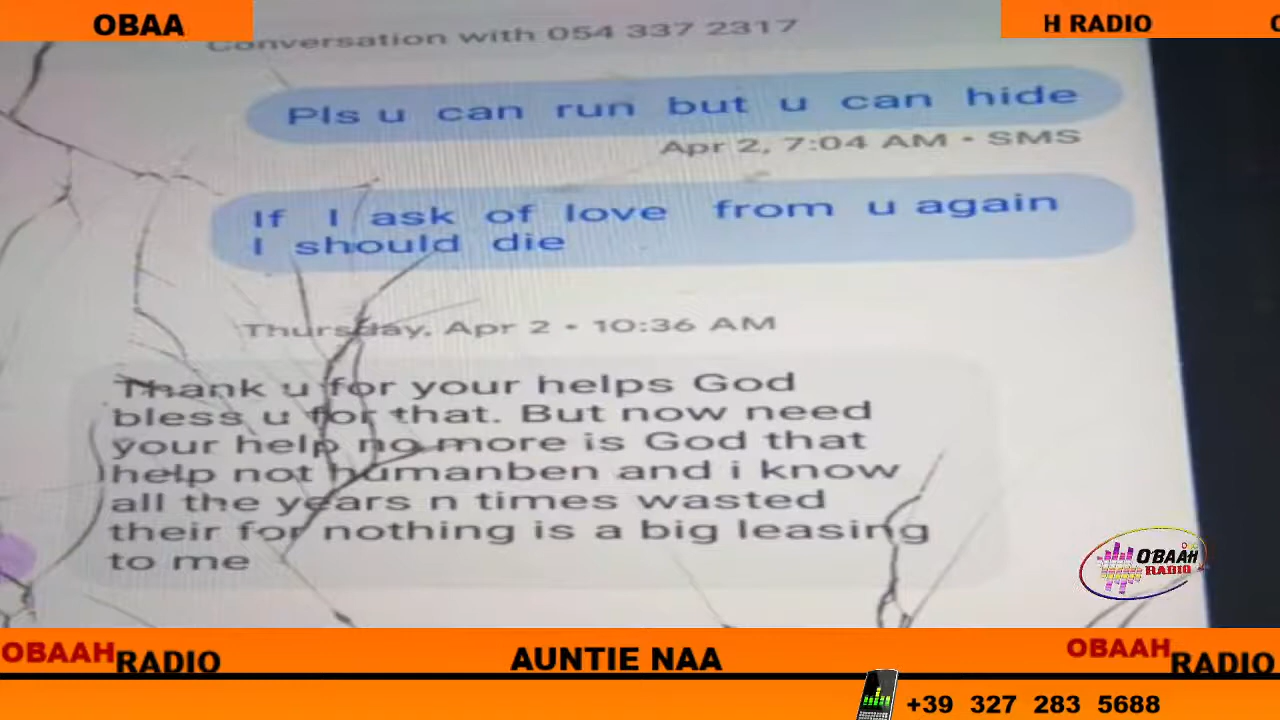 OBAA
H RADIO
Conversation with 054 337 2317
Pls u can run but u can hide
Apr 2, 7:04 AM • SMS
If I ask of love from u again
I should die
Thursday, Apr 2 • 10:36 AM
Thank u for your helps God
bless u for that. But now need
your help no more is God that
help not humanben and i know
all the years n times wasted
their for nothing is a big leasing
to me
O'BAAH
RADIO
OBAAHRADIO
AUNTIE NAA
OBAAHRADIO
+39 327 283 5688